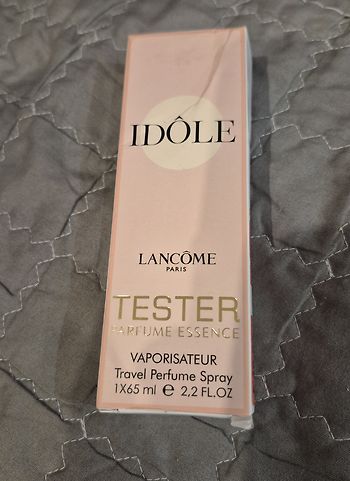 IDÔLE
LANCÔME
PARIS
TESTER
PARFUME ESSENCE
VAPORISATEUR
Travel Perfume Spray
1X65 ml ℮ 2,2 FL.OZ